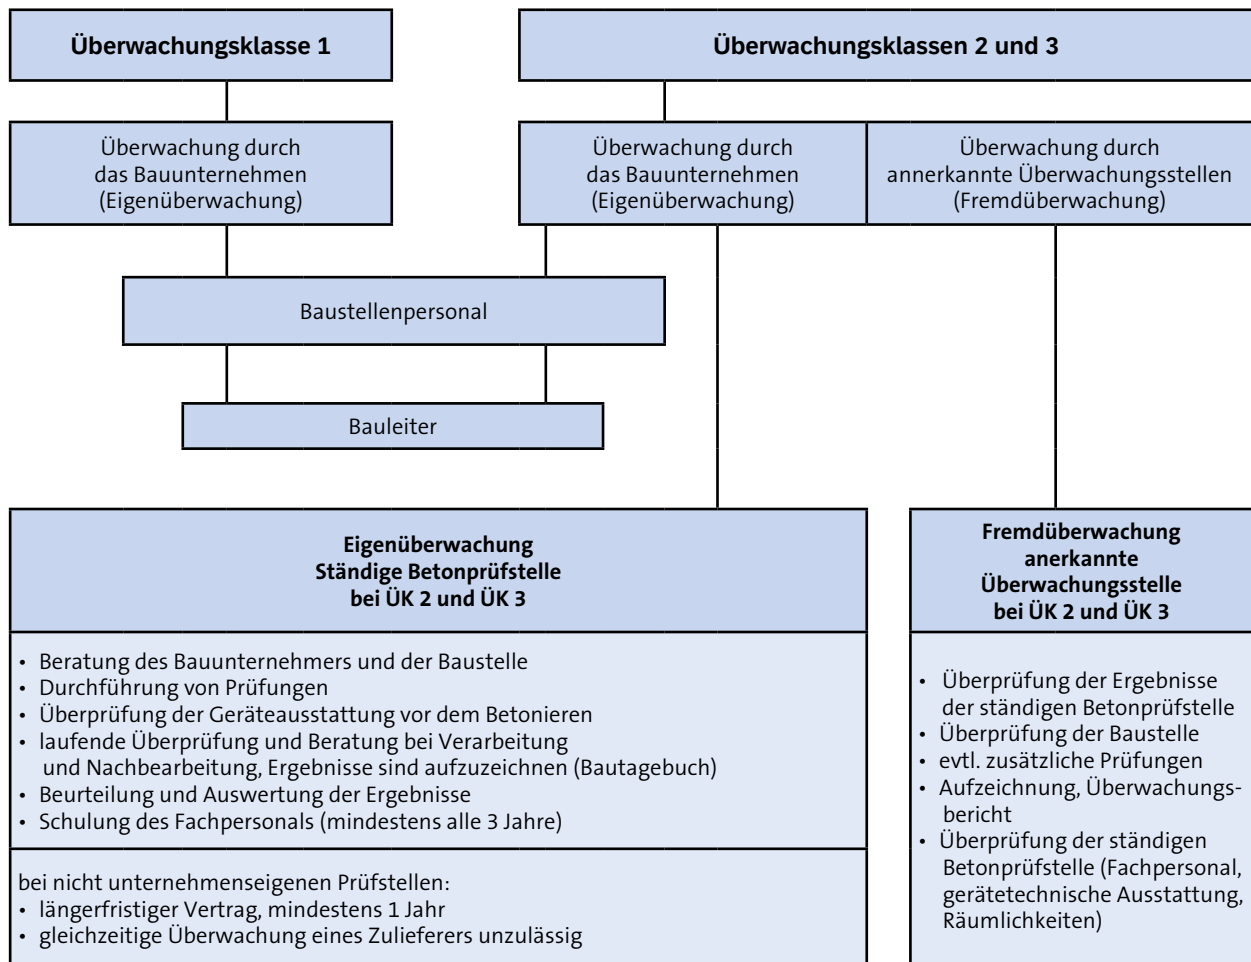 Überwachungsklasse 1
Überwachungsklassen 2 und 3
Überwachung durch
das Bauunternehmen
(Eigenüberwachung)
Überwachung durch
das Bauunternehmen
(Eigenüberwachung)
Überwachung durch
annerkannte Überwachungsstellen
(Fremdüberwachung)
Baustellenpersonal
Bauleiter
Eigenüberwachung
Ständige Betonprüfstelle
bei ÜK 2 und ÜK 3
• Beratung des Bauunternehmers und der Baustelle
• Durchführung von Prüfungen
• Überprüfung der Geräteausstattung vor dem Betonieren
• laufende Überprüfung und Beratung bei Verarbeitung
und Nachbearbeitung, Ergebnisse sind aufzuzeichnen (Bautagebuch)
• Beurteilung und Auswertung der Ergebnisse
• Schulung des Fachpersonals (mindestens alle 3 Jahre)
bei nicht unternehmenseigenen Prüfstellen:
• längerfristiger Vertrag, mindestens 1 Jahr
• gleichzeitige Überwachung eines Zulieferers unzulässig
Fremdüberwachung
anerkannte
Überwachungsstelle
bei ÜK 2 und ÜK 3
• Überprüfung der Ergebnisse
der ständigen Betonprüfstelle
• Überprüfung der Baustelle
• evtl. zusätzliche Prüfungen
• Aufzeichnung, Überwachungs-
bericht
• Überprüfung der ständigen
Betonprüfstelle (Fachpersonal,
gerätetechnische Ausstattung,
Räumlichkeiten)